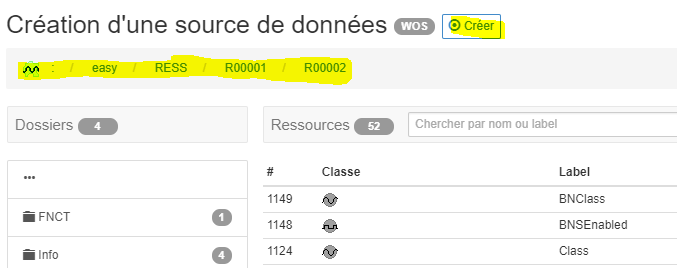 Création d'une source de données WOS Créer
: / easy / RESS / R00001 / R00002
Dossiers 4
Ressources 52 Chercher par nom ou label
...
# Classe Label
1149 BNClass
FNCT 1
1148 BNSEnabled
Info 4
1124 Class